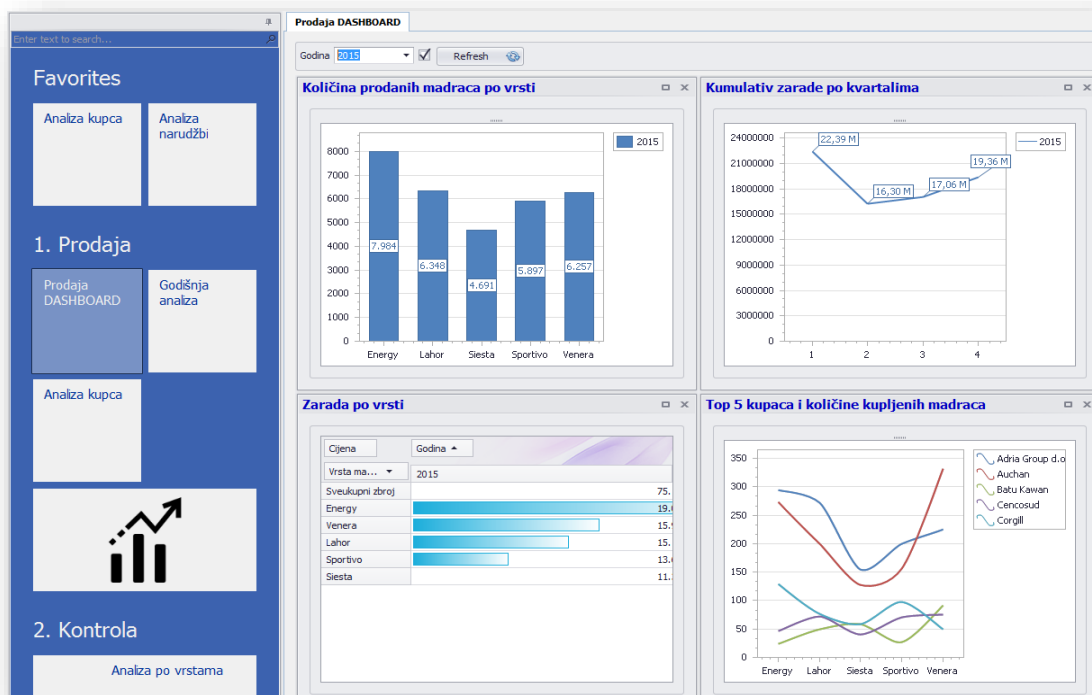 Enter text to search...
Favorites
Analiza kupca
Analiza
narudžbi
1. Prodaja
Prodaja
DASHBOARD
Godišnja
analiza
Analiza kupca
2. Kontrola
Analiza po vrstama
Prodaja DASHBOARD
Godina 2015 Refresh
Količina prodanih madraca po vrsti
8000
7000
6000
5000
4000
3000
2000
1000
0
7.984
6.348
4.691
5.897
6.257
Energy Lahor Siesta Sportivo Venera
2015
Kumulativ zarade po kvartalima
24000000
21000000
18000000
15000000
12000000
9000000
6000000
3000000
0
22,39 M
16,30 M
17,06 M
19,36 M
1 2 3 4
2015
Zarada po vrsti
Cijena Godina
Vrsta ma... 2015
Sveukupni zbroj 75.
Energy 19.
Venera 15.
Lahor 15.
Sportivo 13.
Siesta 11.
Top 5 kupaca i količine kupljenih madraca
350
300
250
200
150
100
50
0
Energy Lahor Siesta Sportivo Venera
Adria Group d.o
Auchan
Batu Kawan
Cencosud
Corgill